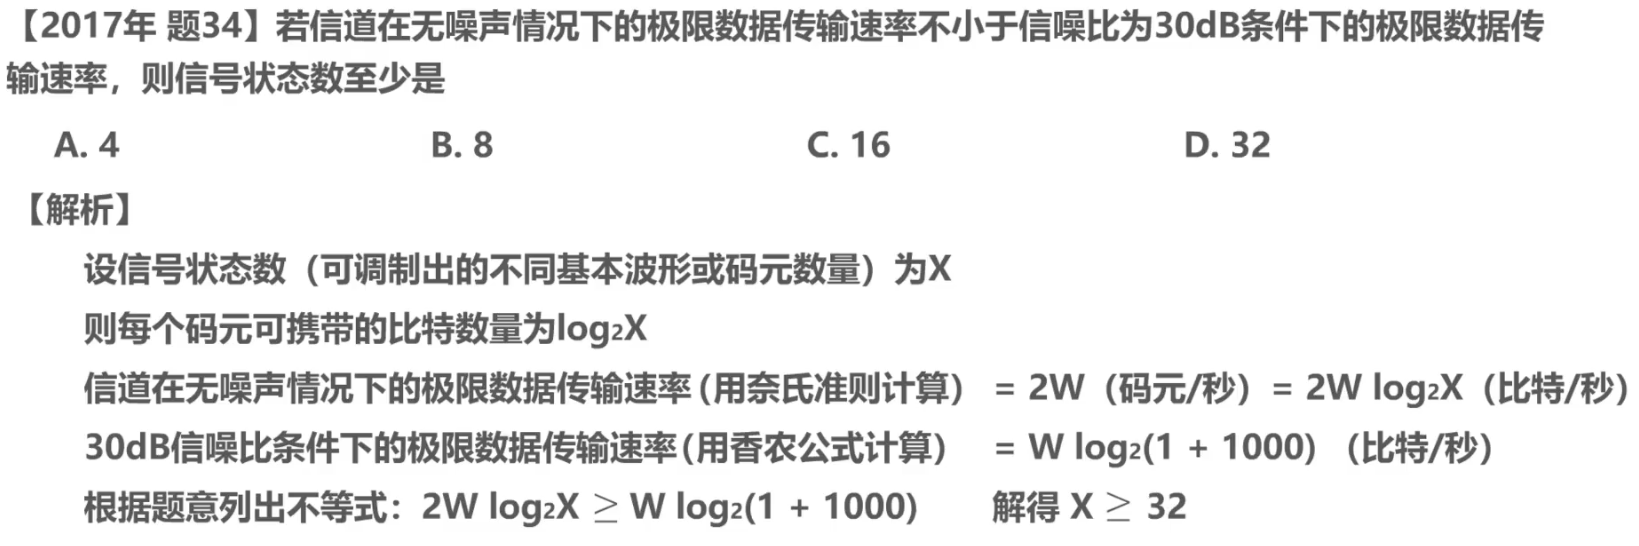 【2017年 题34】若信道在无噪声情况下的极限数据传输速率不小于信噪比为30dB条件下的极限数据传
输速率，则信号状态数至少是
A. 4 B. 8 C. 16 D. 32
【解析】
设信号状态数（可调制出的不同基本波形或码元数量）为X
则每个码元可携带的比特数量为log₂X
信道在无噪声情况下的极限数据传输速率（用奈氏准则计算） = 2W（码元/秒）= 2W log₂X（比特/秒）
30dB信噪比条件下的极限数据传输速率（用香农公式计算） = W log₂(1 + 1000) （比特/秒）
根据题意列出不等式：2W log₂X ≥ W log₂(1 + 1000) 解得 X ≥ 32